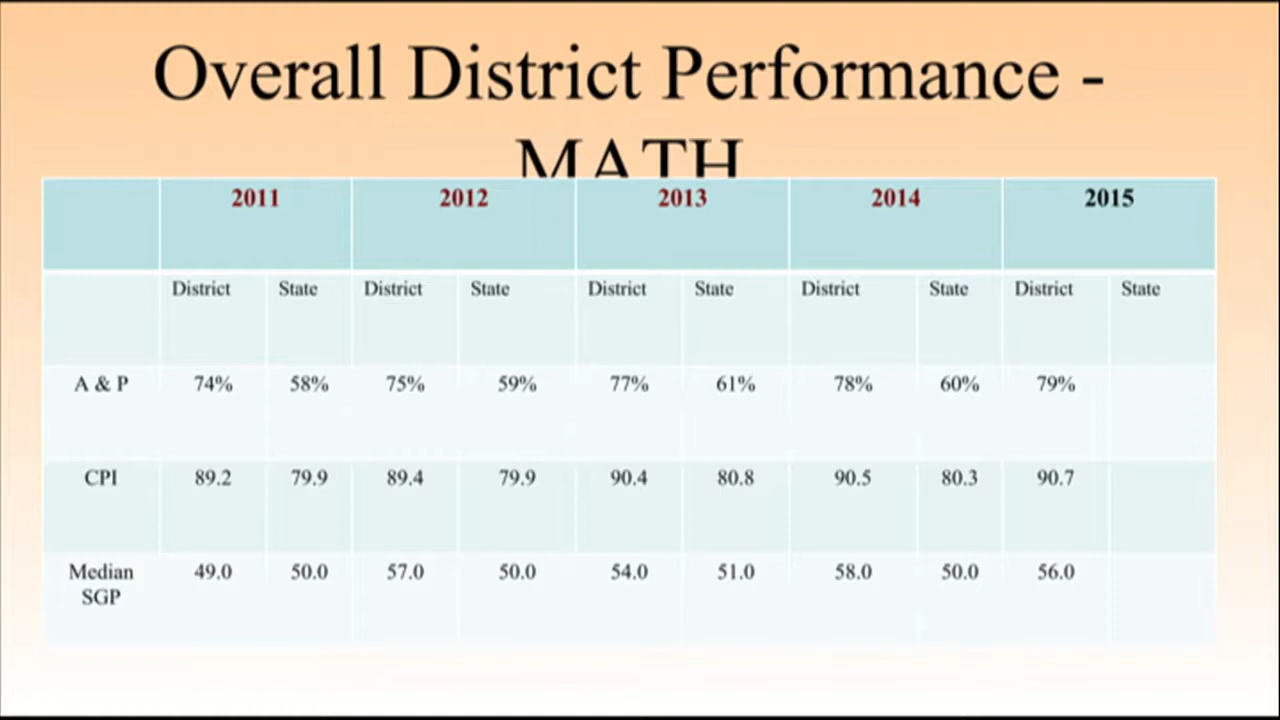 Overall District Performance -
MATH
2011 2012 2013 2014 2015
District State District State District State District State District State
A & P 74% 58% 75% 59% 77% 61% 78% 60% 79%
CPI 89.2 79.9 89.4 79.9 90.4 80.8 90.5 80.3 90.7
Median 49.0 50.0 57.0 50.0 54.0 51.0 58.0 50.0 56.0
SGP